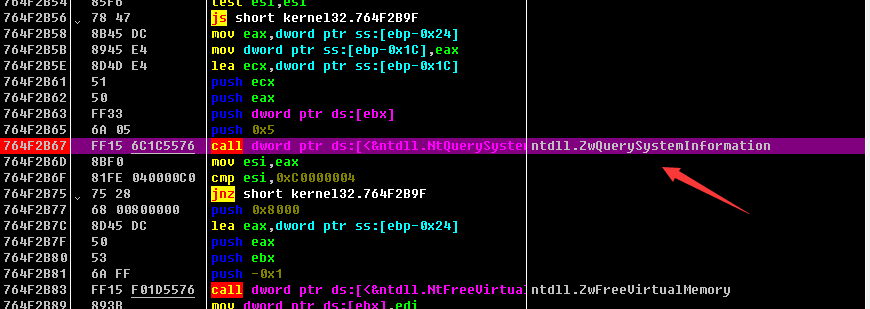 764F2B54 85F6 test esi,esi
764F2B56 78 47 js short kernel32.764F2B9F
764F2B58 8B45 DC mov eax,dword ptr ss:[ebp-0x24]
764F2B5B 8945 E4 mov dword ptr ss:[ebp-0x1C],eax
764F2B5E 8D4D E4 lea ecx,dword ptr ss:[ebp-0x1C]
764F2B61 51 push ecx
764F2B62 50 push eax
764F2B63 FF33 push dword ptr ds:[ebx]
764F2B65 6A 05 push 0x5
764F2B67 FF15 6C1C5576 call dword ptr ds:[<&ntdll.NtQuerySyste ntdll.ZwQuerySystemInformation
764F2B6D 8BF0 mov esi,eax
764F2B6F 81FE 040000C0 cmp esi,0xC0000004
764F2B75 75 28 jnz short kernel32.764F2B9F
764F2B77 68 00800000 push 0x8000
764F2B7C 8D45 DC lea eax,dword ptr ss:[ebp-0x24]
764F2B7F 50 push eax
764F2B80 53 push ebx
764F2B81 6A FF push -0x1
764F2B83 FF15 F01D5576 call dword ptr ds:[<&ntdll.NtFreeVirtua ntdll.ZwFreeVirtualMemory
764F2B89 893B mov dword ptr ds:[ebx],edi